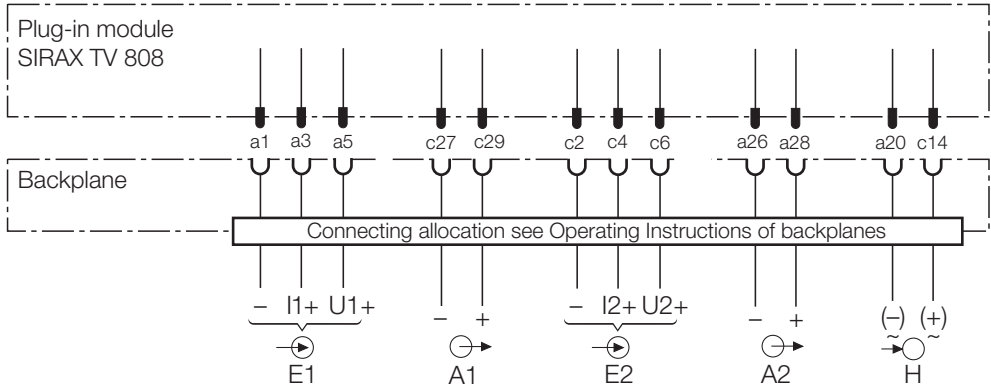 Plug-in module
SIRAX TV 808
a1 a3 a5 c27 c29 c2 c4 c6 a26 a28 a20 c14
Backplane
Connecting allocation see Operating Instructions of backplanes
– I1+ U1+ – + – I2+ U2+ – + (–) (+)
~ ~
E1 A1 E2 A2 H